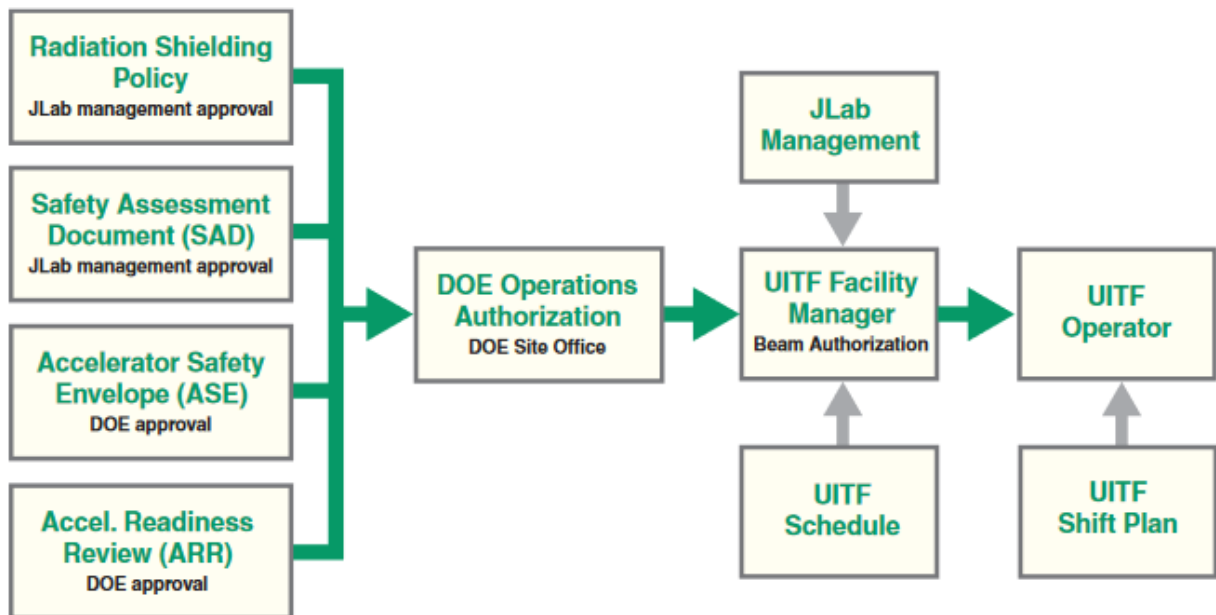 Radiation Shielding
Policy
JLab management approval
Safety Assessment
Document (SAD)
JLab management approval
Accelerator Safety
Envelope (ASE)
DOE approval
Accel. Readiness
Review (ARR)
DOE approval
DOE Operations
Authorization
DOE Site Office
JLab
Management
UITF Facility
Manager
Beam Authorization
UITF
Schedule
UITF
Operator
UITF
Shift Plan